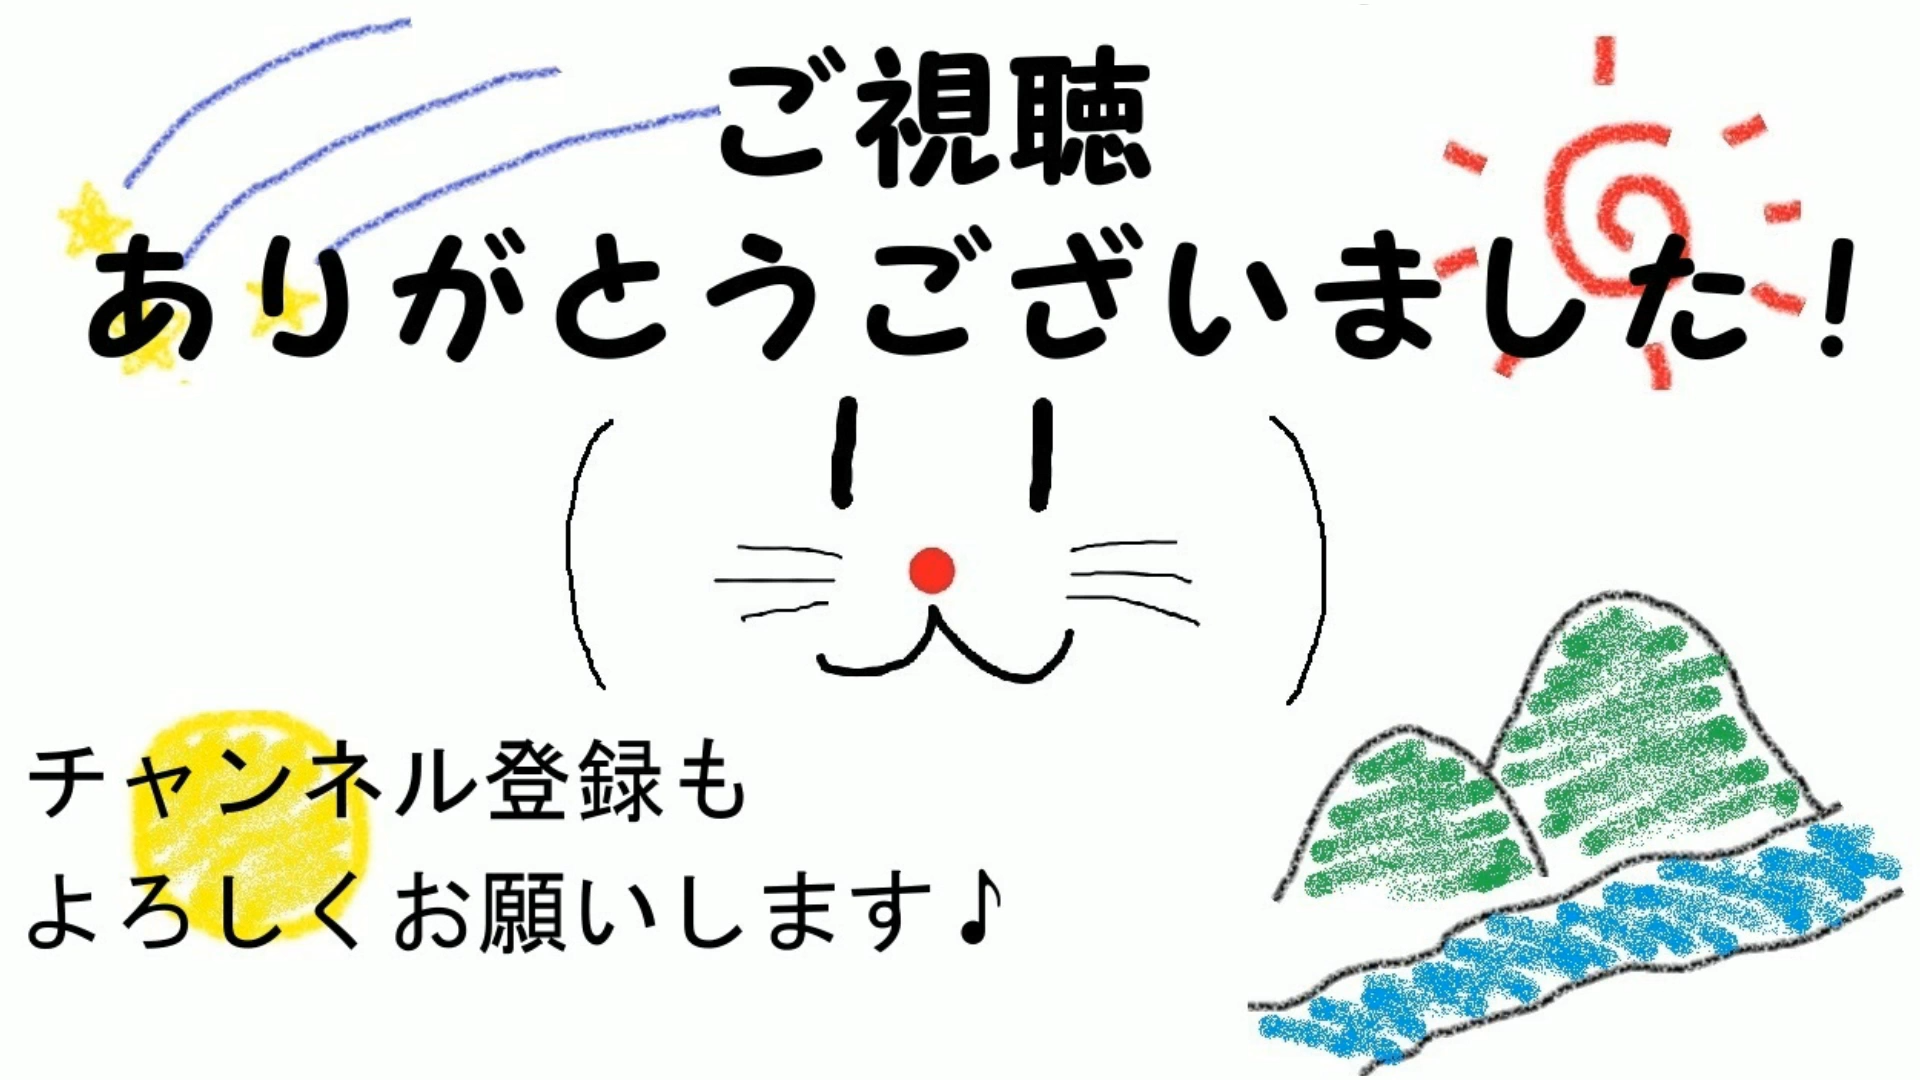 ご視聴
ありがとうございました！
チャンネル登録も
よろしくお願いします♪